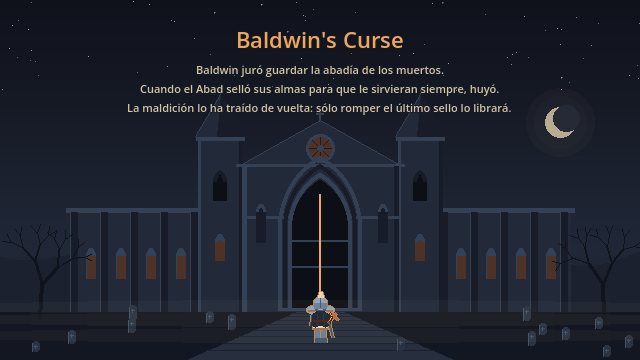 Baldwin's Curse
Baldwin juró guardar la abadía de los muertos.
Cuando el Abad selló sus almas para que le sirvieran siempre, huyó.
La maldición lo ha traído de vuelta: sólo romper el último sello lo librará.